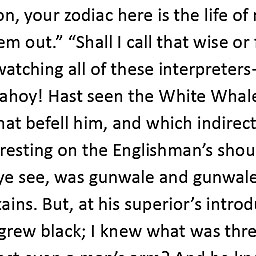 on, your zodiac here is the life of
em out.” “Shall I call that wise or
watching all of these interpreters
ahoy! Hast seen the White Whale
hat befell him, and which indirect
resting on the Englishman’s shou
ye see, was gunwale and gunwale
tains. But, at his superior’s introdu
grew black; I knew what was thre